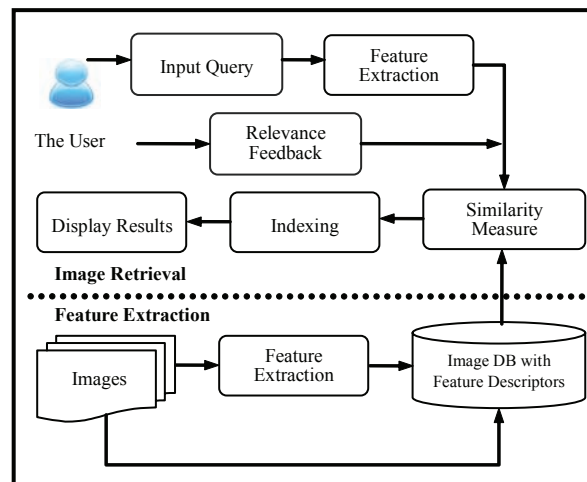 Input Query
Feature
Extraction
The User
Relevance
Feedback
Display Results
Indexing
Similarity
Measure
Image Retrieval
Feature Extraction
Images
Feature
Extraction
Image DB with
Feature Descriptors